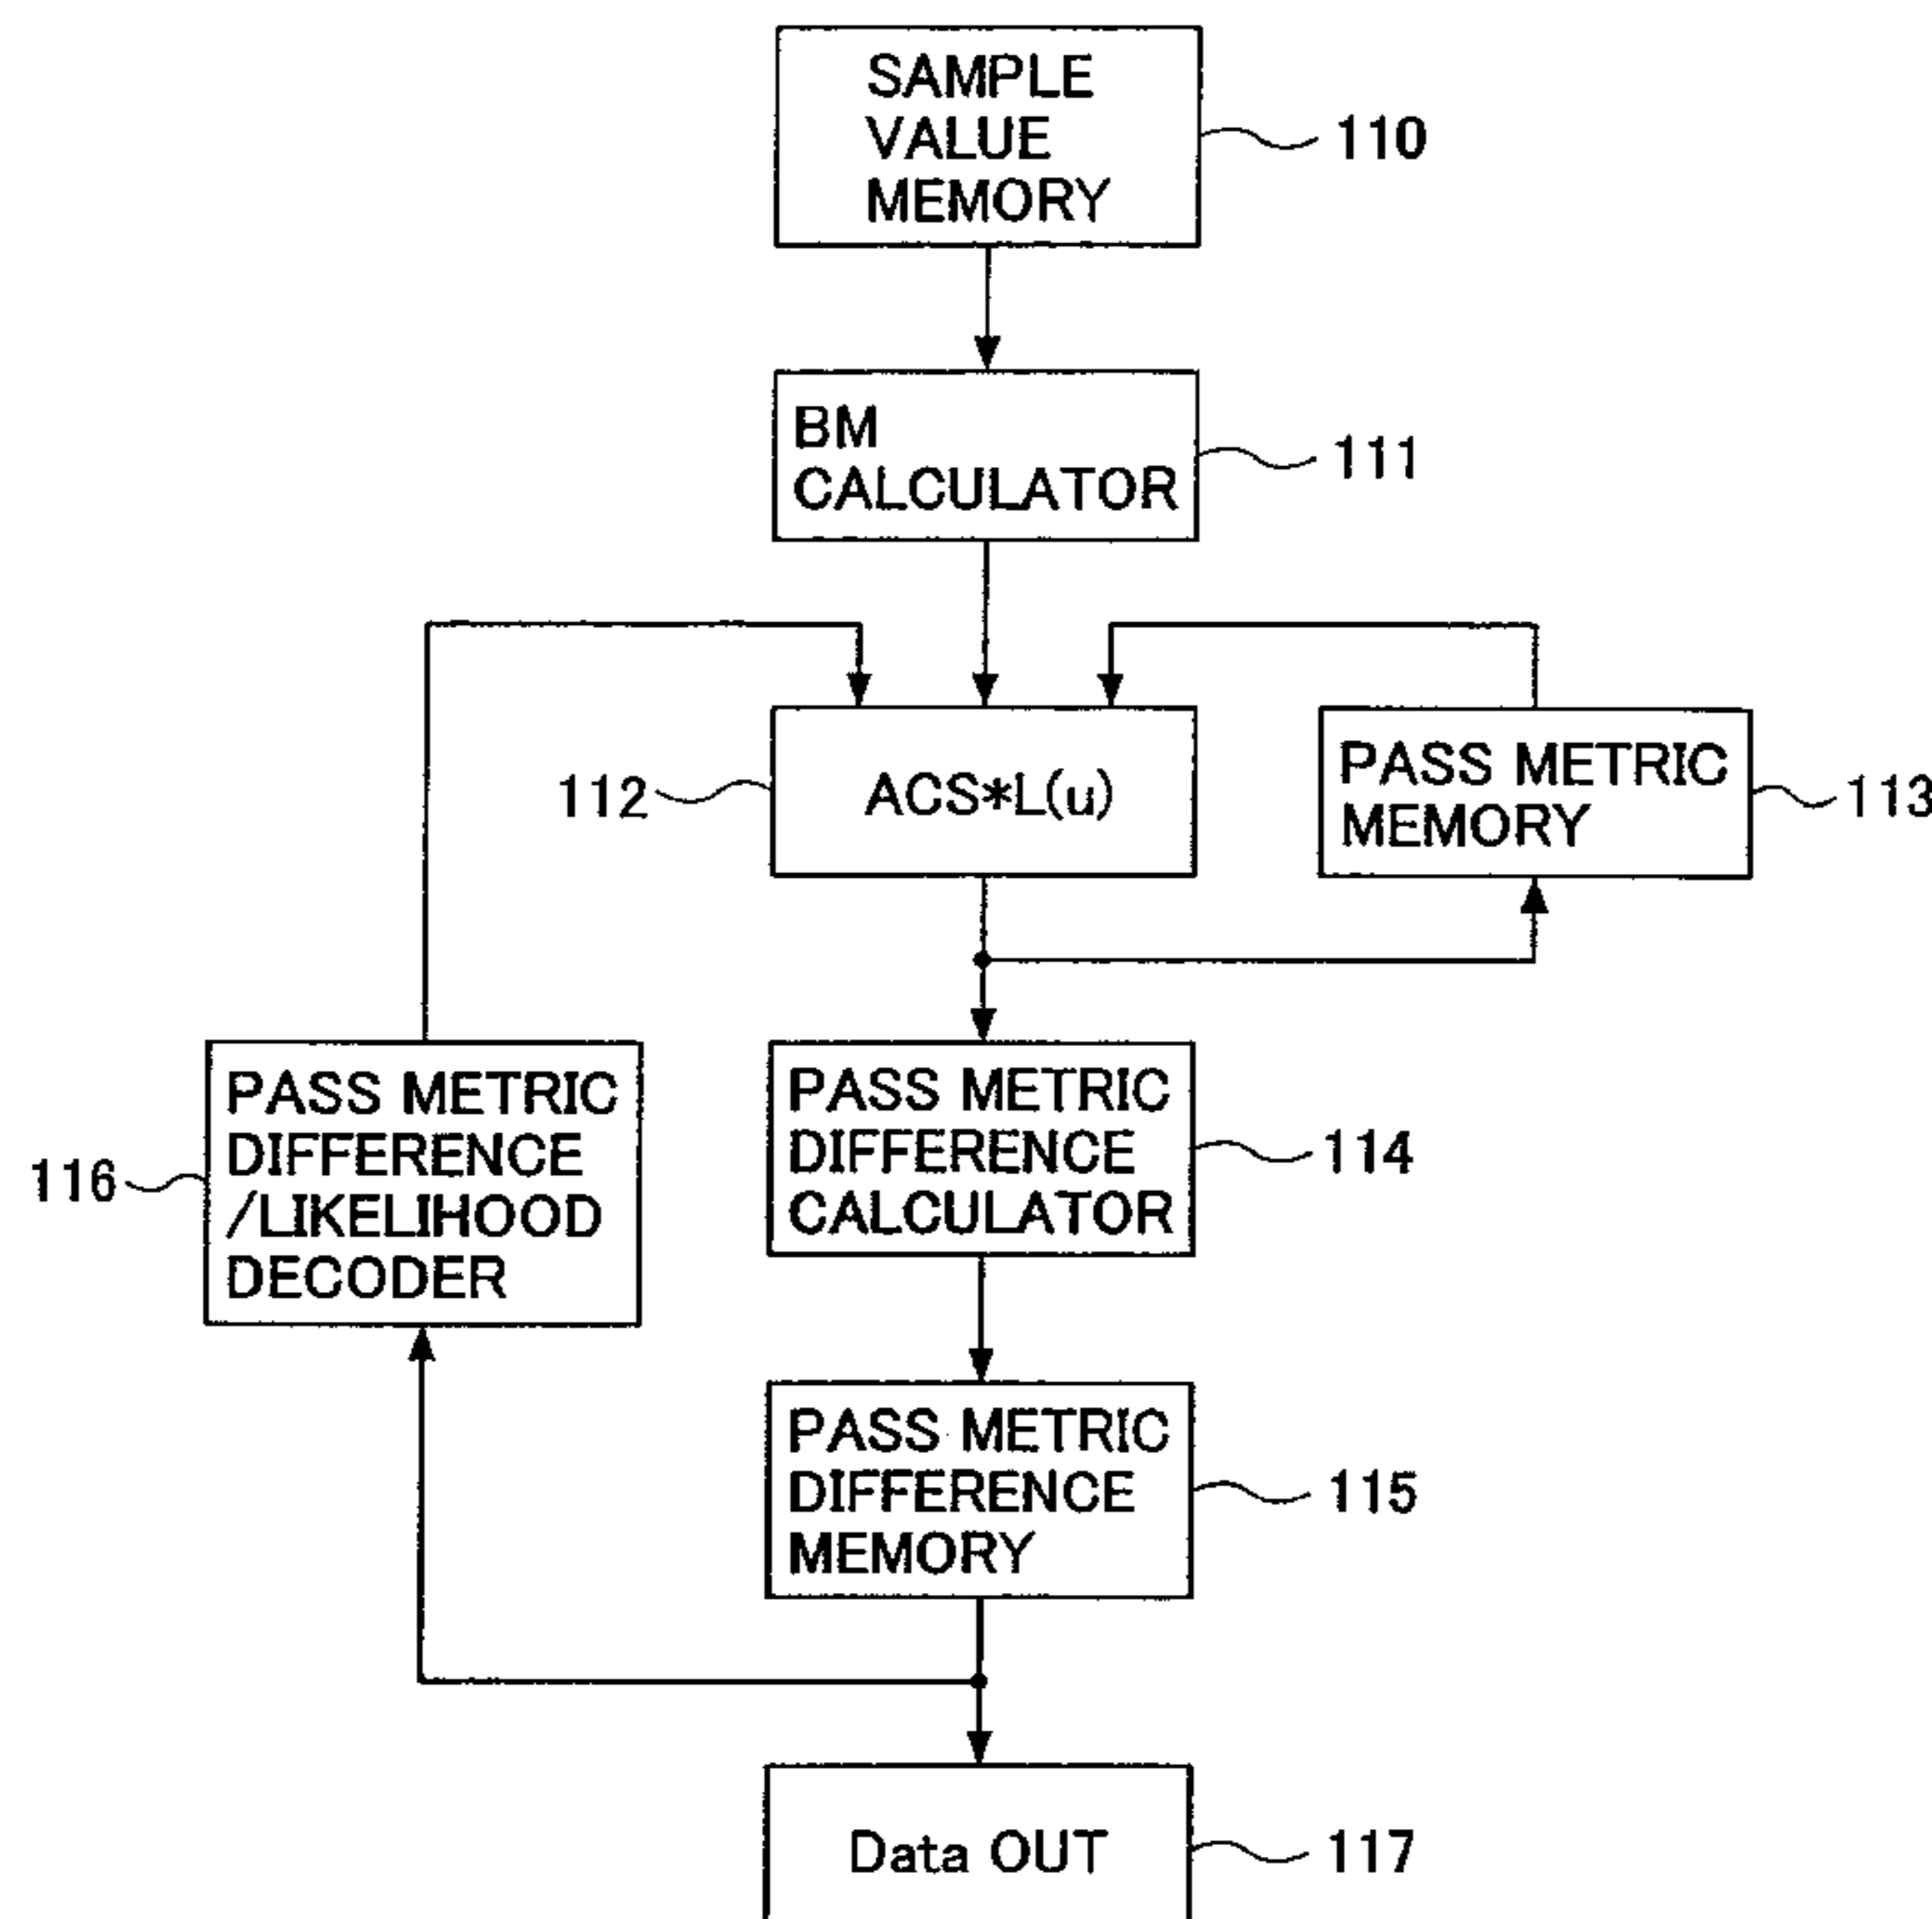 SAMPLE
VALUE
MEMORY
110
BM
CALCULATOR
111
112
ACS*L(u)
PASS METRIC
MEMORY
113
116
PASS METRIC
DIFFERENCE
/LIKELIHOOD
DECODER
PASS METRIC
DIFFERENCE
CALCULATOR
114
PASS METRIC
DIFFERENCE
MEMORY
115
Data OUT
117